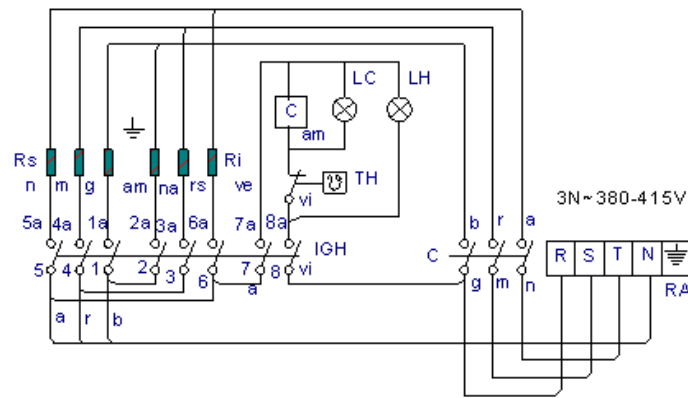 LC LH
C
am
Rs Ri
TH
n m g am na rs ve
vi
3N~380-415V
5a 4a 1a 2a 3a 6a 7a 8a
b r a
IGH
C
R S T N
5 4 1 2 3 6 7 8 vi
a
g m n
RA
a r b